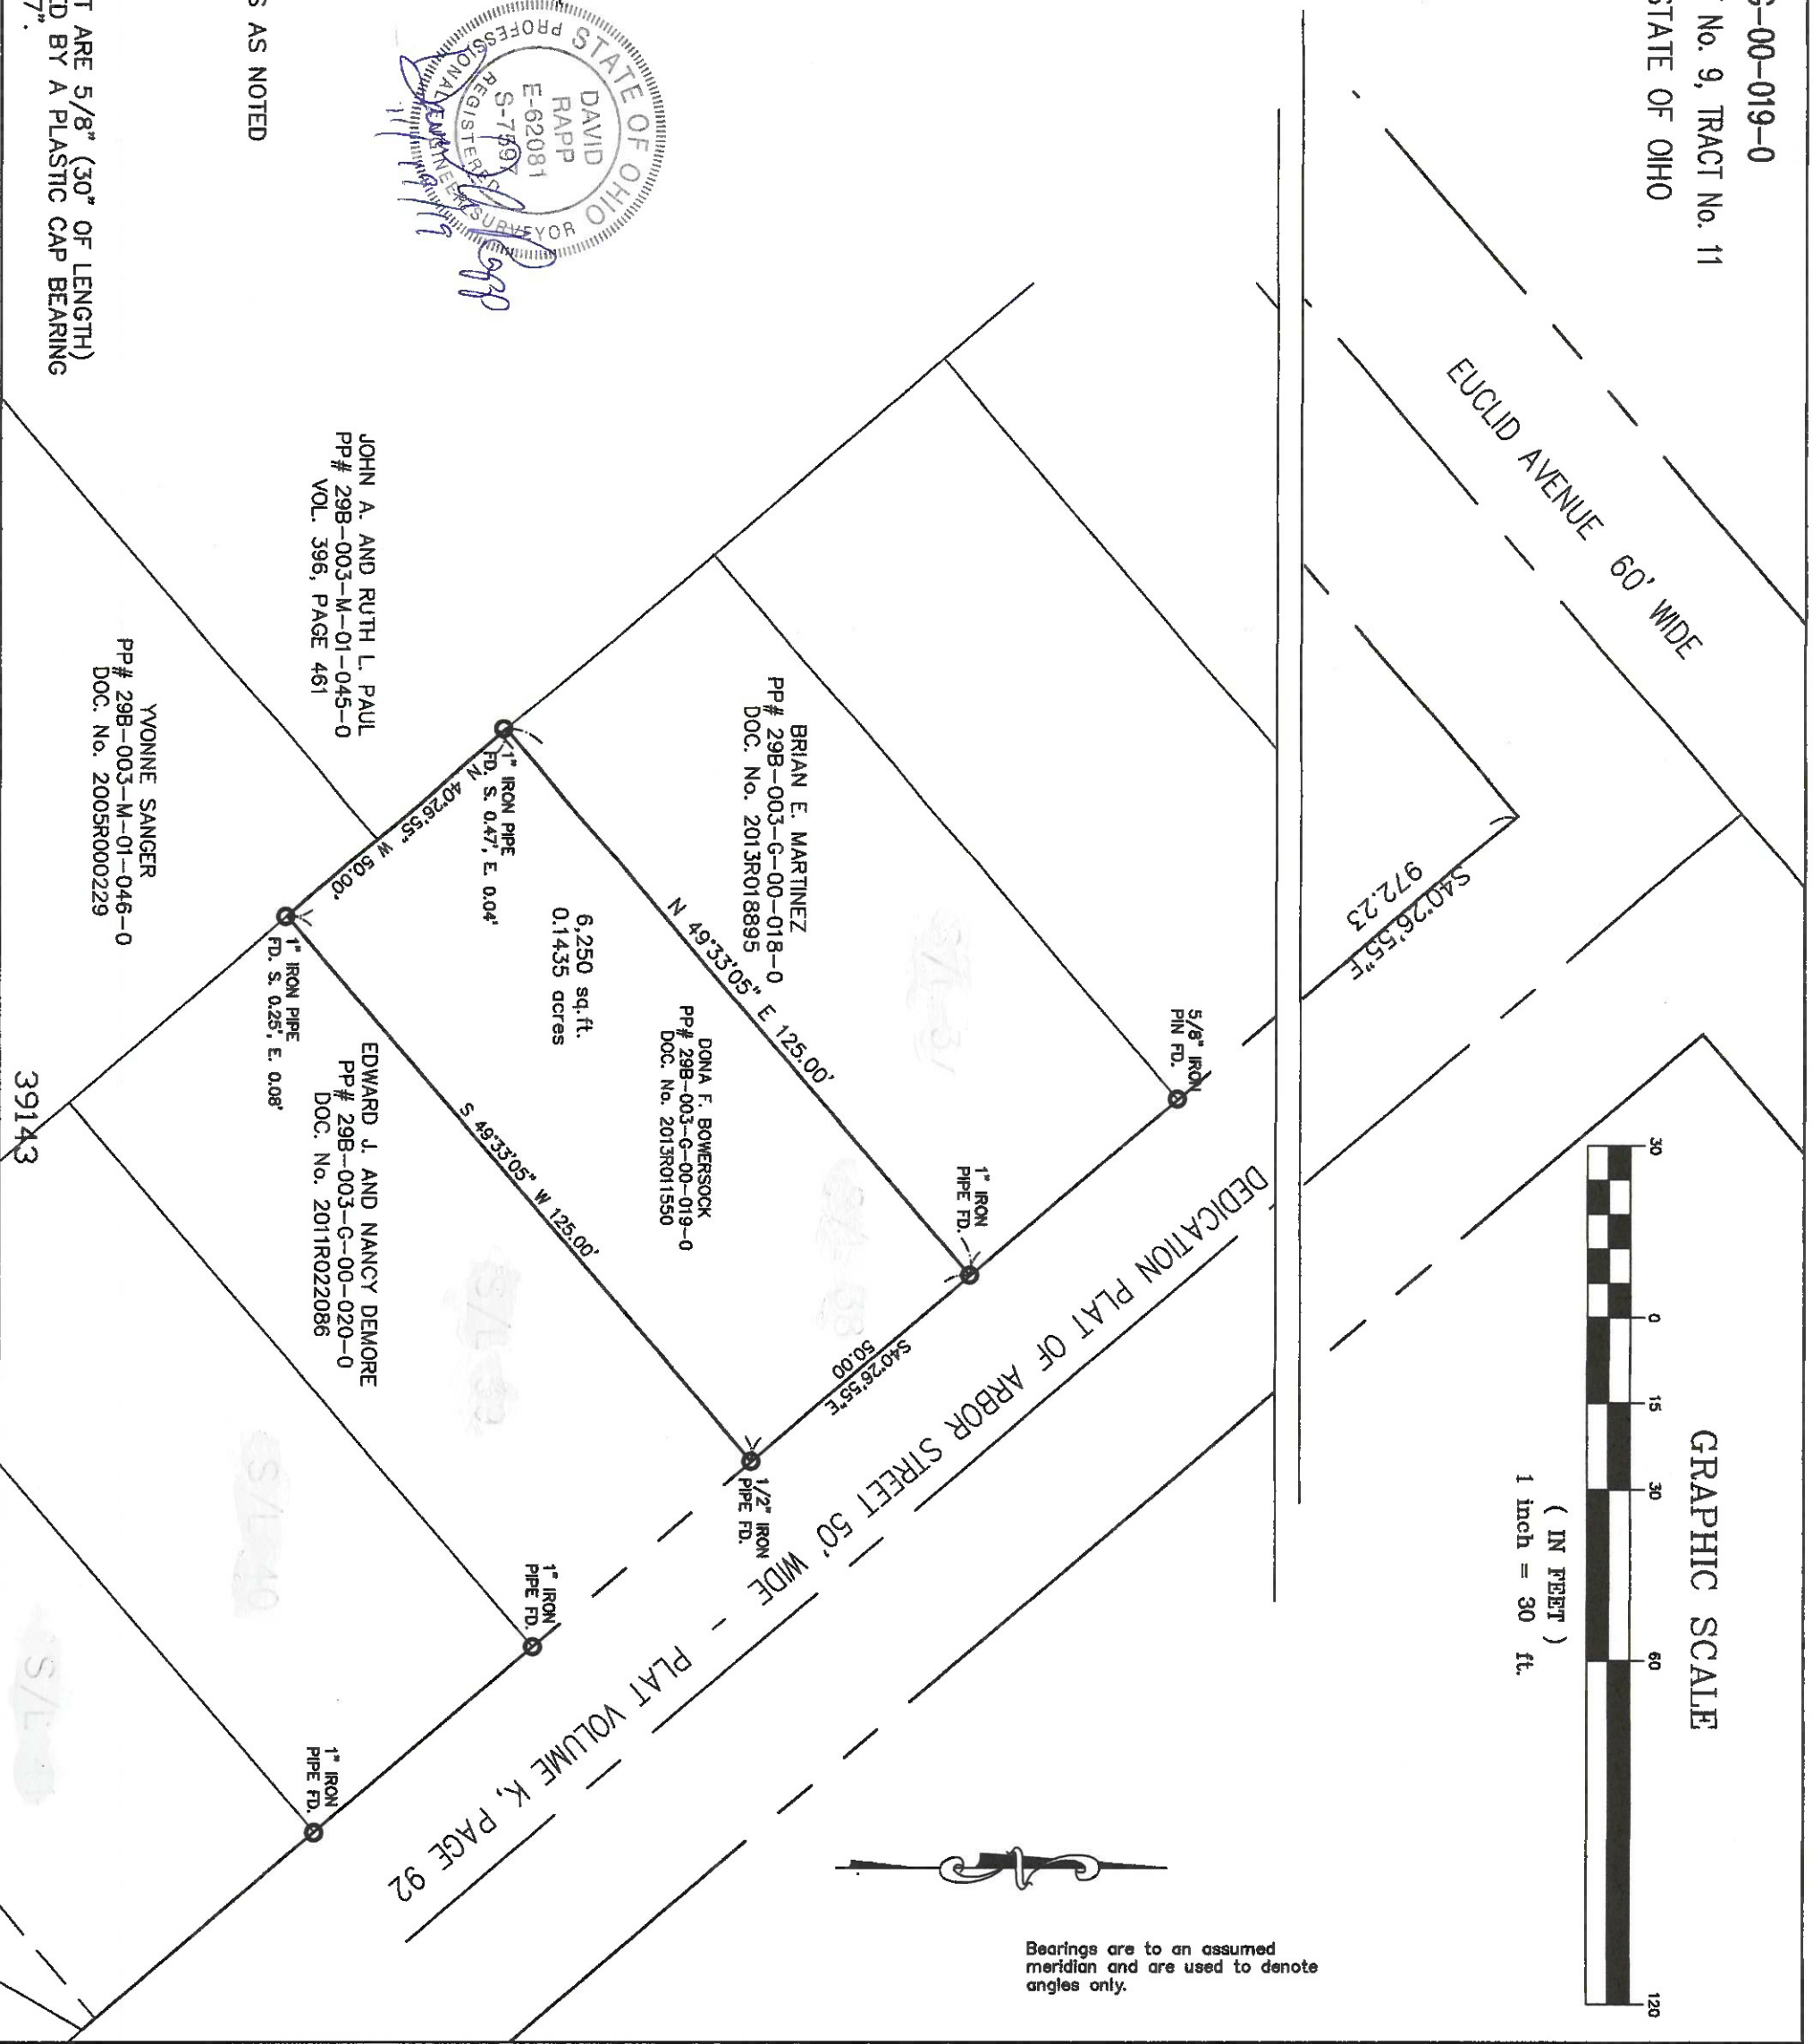 G-00-019-0
No. 9, TRACT No. 11
STATE OF OIHO
GRAPHIC SCALE
30 0 15 30 60 120
( IN FEET )
1 inch = 30 ft.
EUCLID AVENUE 60' WIDE
S40°26'55"E
972.23
DEDICATION PLAT OF ARBOR STREET 50' WIDE - PLAT VOLUME K, PAGE 92
5/8" IRON
PIN FD.
1" IRON
PIPE FD.
S40°26'55"E
50.00
1/2" IRON
PIPE FD.
1" IRON
PIPE FD.
1" IRON
PIPE FD.
Bearings are to an assumed
meridian and are used to denote
angles only.
BRIAN E. MARTINEZ
PP# 29B-003-G-00-018-0
DOC. No. 2013R018895
N 49°33'05" E 125.00'
DONA F. BOWERSOCK
PP# 29B-003-G-00-019-0
DOC. No. 2013R011550
6,250 sq.ft.
0.1435 acres
1" IRON PIPE
FD. S. 0.47', E. 0.04'
N 40°26'55" W 50.00'
S 49°33'05" W 125.00'
1" IRON PIPE
FD. S. 0.25', E. 0.08'
EDWARD J. AND NANCY DEMORE
PP# 29B-003-G-00-020-0
DOC. No. 2011R022086
S/L 39
S/L 40
S/L
JOHN A. AND RUTH L. PAUL
PP# 29B-003-M-01-045-0
VOL. 396, PAGE 461
YVONNE SANGER
PP# 29B-003-M-01-046-0
DOC. No. 2005R000229
39143
STATE OF OHIO
DAVID
RAPP
E-62081
S-7597
REGISTERED
PROFESSIONAL ENGINEER SURVEYOR
David Rapp
S AS NOTED
T ARE 5/8" (30" OF LENGTH)
ED BY A PLASTIC CAP BEARING
7".